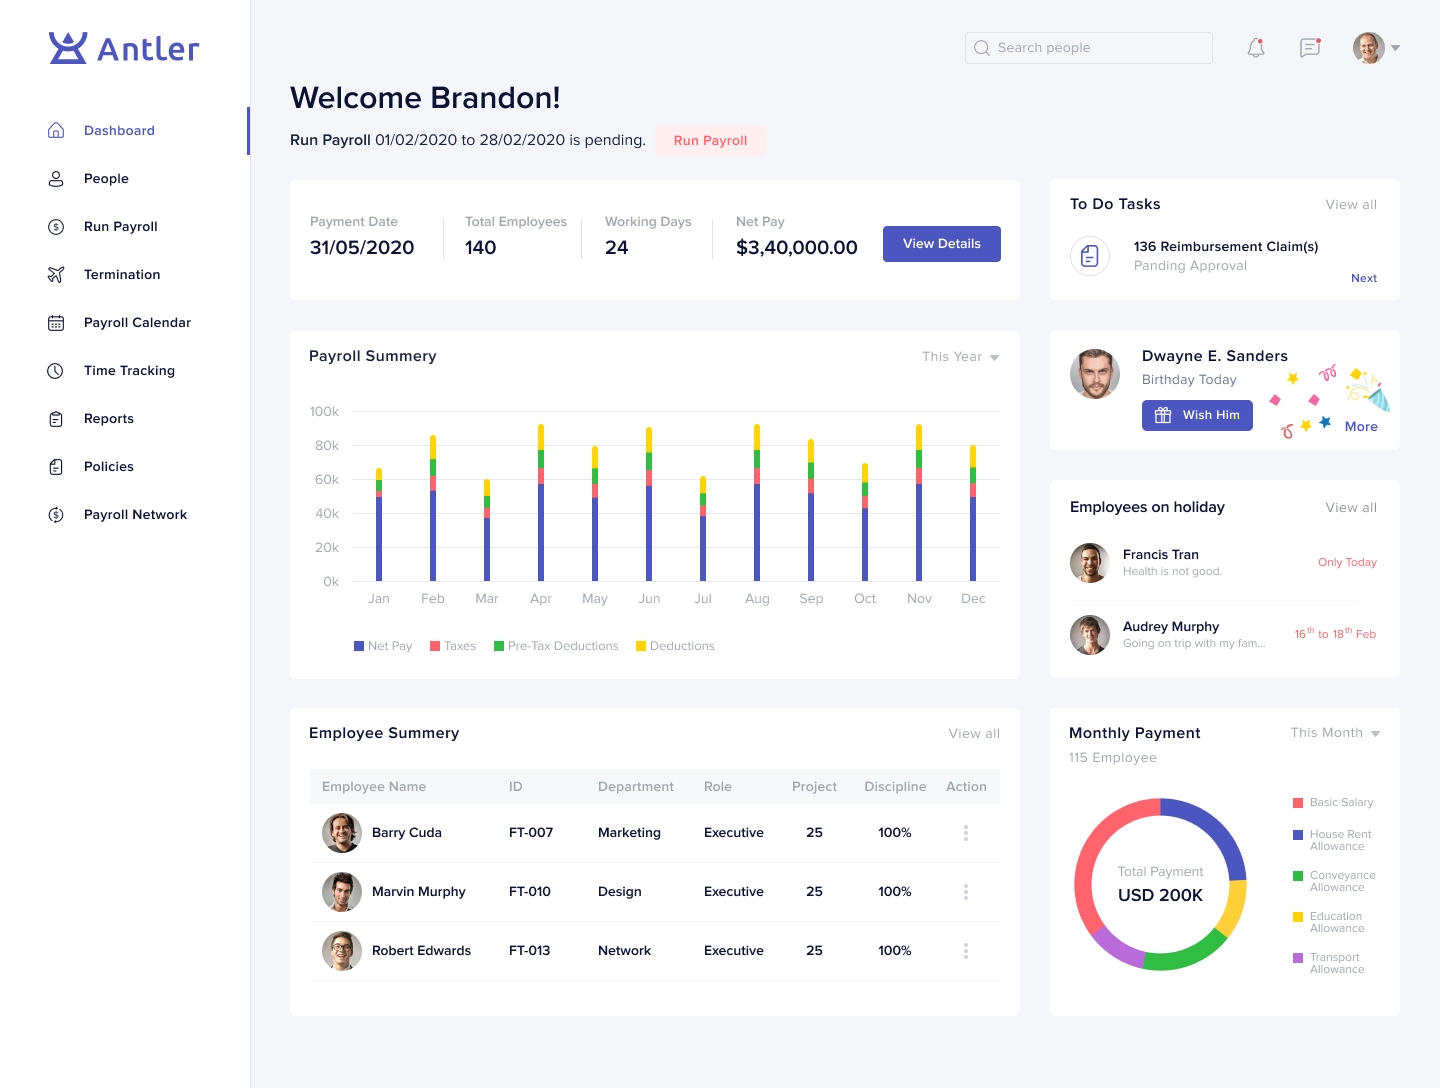 Antler
Search people
Welcome Brandon!
Run Payroll 01/02/2020 to 28/02/2020 is pending. Run Payroll
Dashboard
People
Run Payroll
Termination
Payroll Calendar
Time Tracking
Reports
Policies
Payroll Network
Payment Date Total Employees Working Days Net Pay
31/05/2020 140 24 $3,40,000.00 View Details
To Do Tasks View all
136 Reimbursement Claim(s)
Panding Approval
Next
Payroll Summary This Year
100k
80k
60k
40k
20k
0k
Jan Feb Mar Apr May Jun Jul Aug Sep Oct Nov Dec
Net Pay Taxes Pre-Tax Deductions Deductions
Dwayne E. Sanders
Birthday Today
Wish Him
More
Employees on holiday View all
Francis Tran
Health is not good.
Only Today
Audrey Murphy
Going on trip with my fam...
16th to 18th Feb
Employee Summary View all
Employee Name ID Department Role Project Discipline Action
Barry Cuda FT-007 Marketing Executive 25 100%
Marvin Murphy FT-010 Design Executive 25 100%
Robert Edwards FT-013 Network Executive 25 100%
Monthly Payment This Month
115 Employee
Total Payment
USD 200K
Basic Salary
House Rent
Allowance
Conveyance
Allowance
Education
Allowance
Transport
Allowance